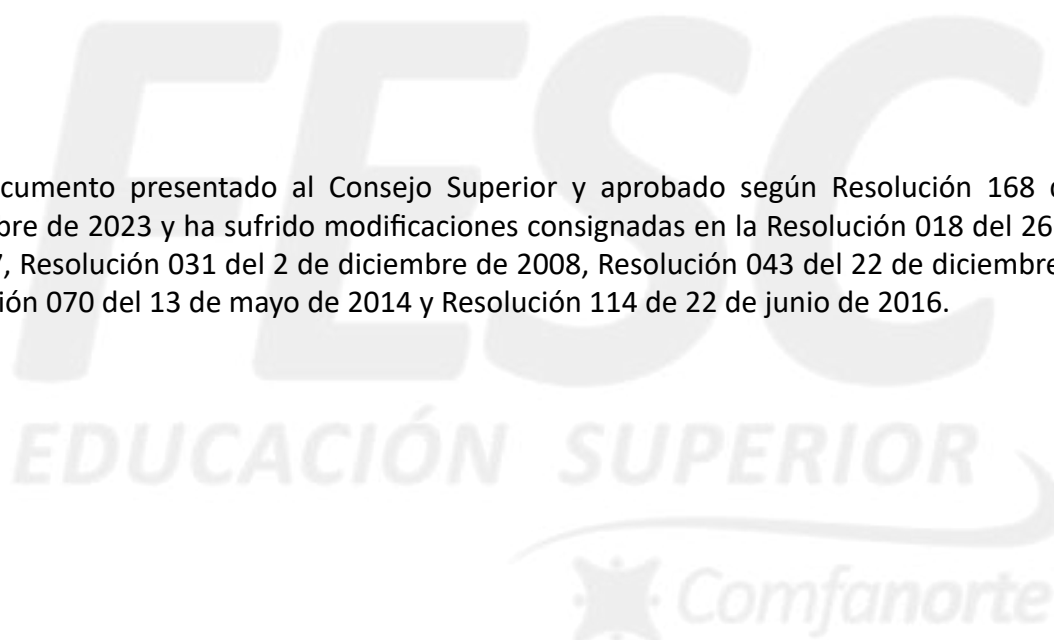 FESC
cumento presentado al Consejo Superior y aprobado según Resolución 168
bre de 2023 y ha sufrido modificaciones consignadas en la Resolución 018 del 26
, Resolución 031 del 2 de diciembre de 2008, Resolución 043 del 22 de diciembre
ión 070 del 13 de mayo de 2014 y Resolución 114 de 22 de junio de 2016.
EDUCACIÓN SUPERIOR
Comfanorte